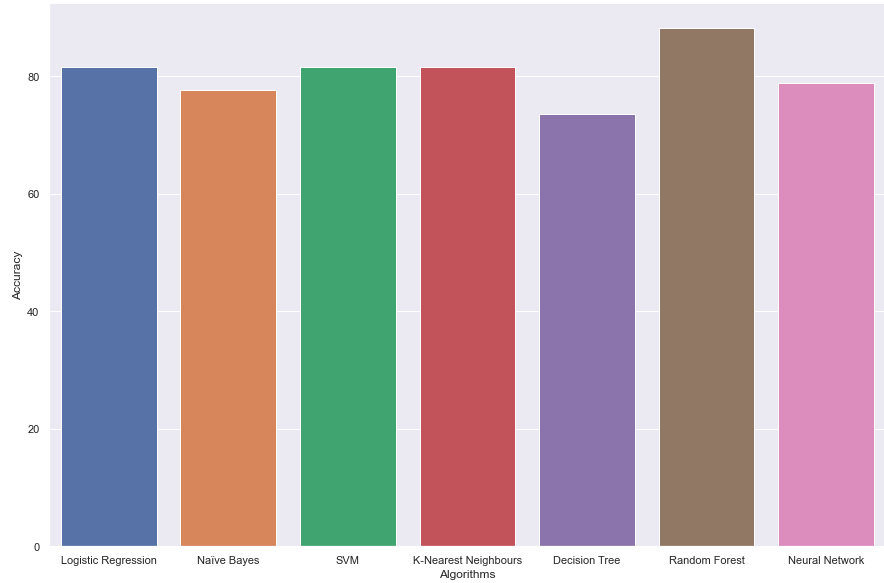 Accuracy
80
60
40
20
0
Logistic Regression Naïve Bayes SVM K-Nearest Neighbours Decision Tree Random Forest Neural Network
Algorithms